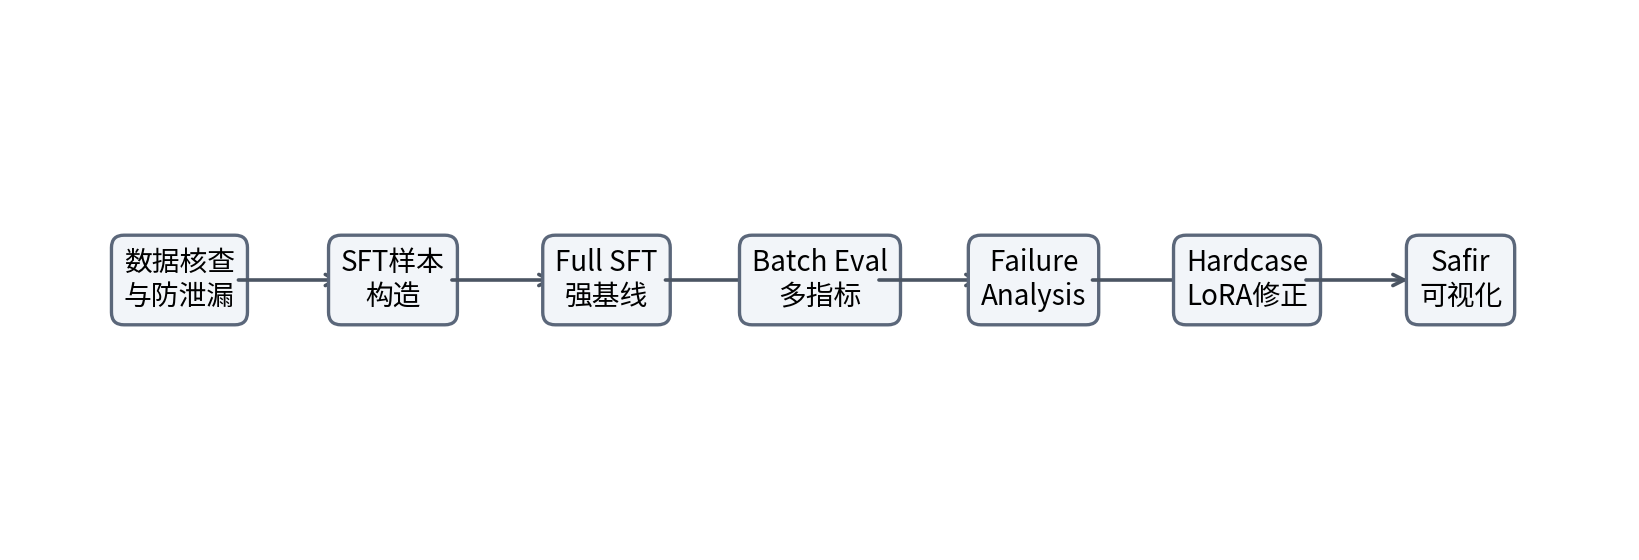 数据核查
与防泄漏
SFT样本
构造
Full SFT
强基线
Batch Eval
多指标
Failure
Analysis
Hardcase
LoRA修正
Safir
可视化